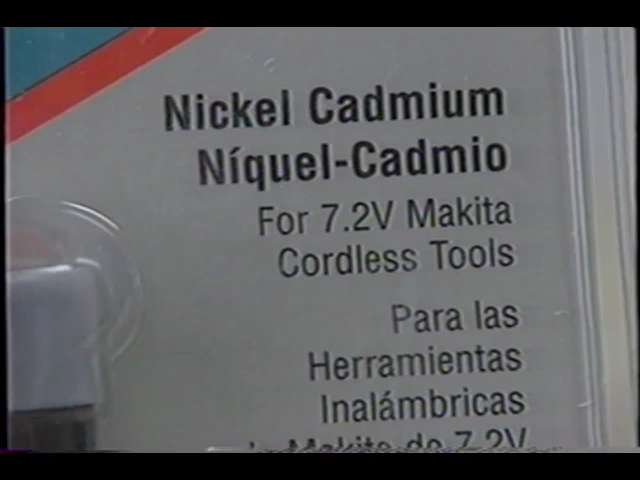 Nickel Cadmium
Níquel-Cadmio
For 7.2V Makita
Cordless Tools
Para las
Herramientas
Inalámbricas
Makita de 7.2V